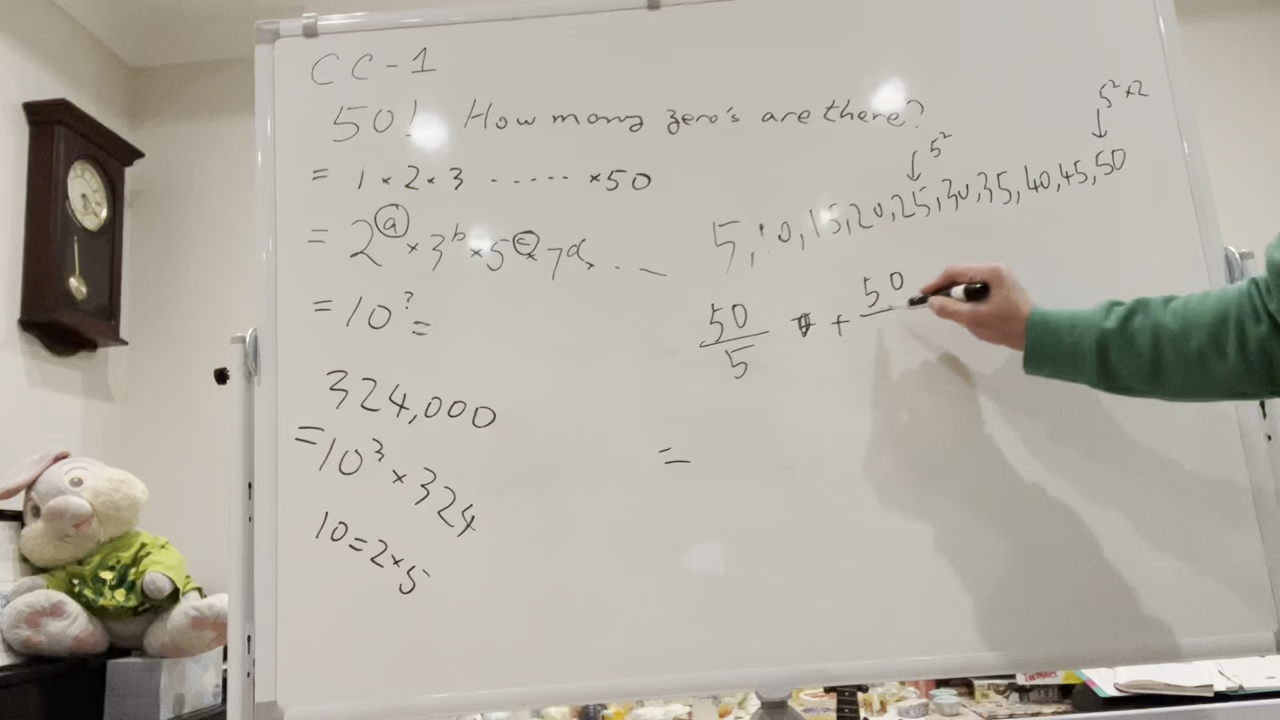 CC-1
50! How many zero's are there?
= 1 × 2 × 3 ...... × 50
= 2^a × 3^b × 5^c × 7^d × ...
= 10^? =
324,000
= 10^3 × 324
10 = 2 × 5
5^2 × 2
5^2
5, 10, 15, 20, 25, 30, 35, 40, 45, 50
50/5 + 50
=